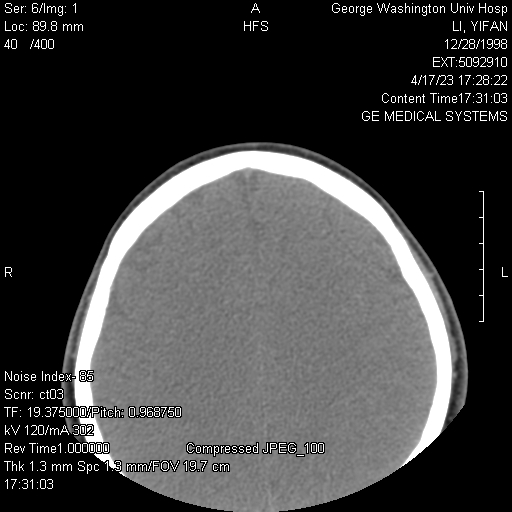 Ser: 6/Img: 1
Loc: 89.8 mm
40 /400
A
HFS
George Washington Univ Hosp
LI, YIFAN
12/28/1998
EXT:5092910
4/17/23 17:28:22
Content Time17:31:03
GE MEDICAL SYSTEMS
R
L
Noise Index- 85
Scnr: ct03
TF: 19.375000/Pitch: 0.968750
kV 120/mA 302
Rev Time1.000000
Compressed JPEG_100
Thk 1.3 mm Spc 1.3 mm/FOV 19.7 cm
17:31:03